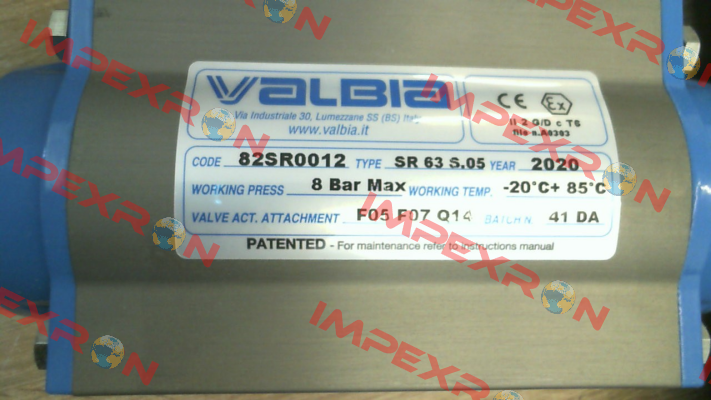 VALBIA
Via Industriale 30, Lumezzane SS (BS) Italy
www.valbia.it
CE Ex
II 2 G/D c T6
file n.A0303
CODE 82SR0012 TYPE SR 63 S.05 YEAR 2020
WORKING PRESS 8 Bar Max WORKING TEMP. -20°C+ 85°C
VALVE ACT. ATTACHMENT F05 F07 Q14 BATCH N. 41 DA
PATENTED - For maintenance refer to instructions manual
IMPEXRON
IMPEXRON
IMPEXRON
IMPEXRON
IMPEXRON